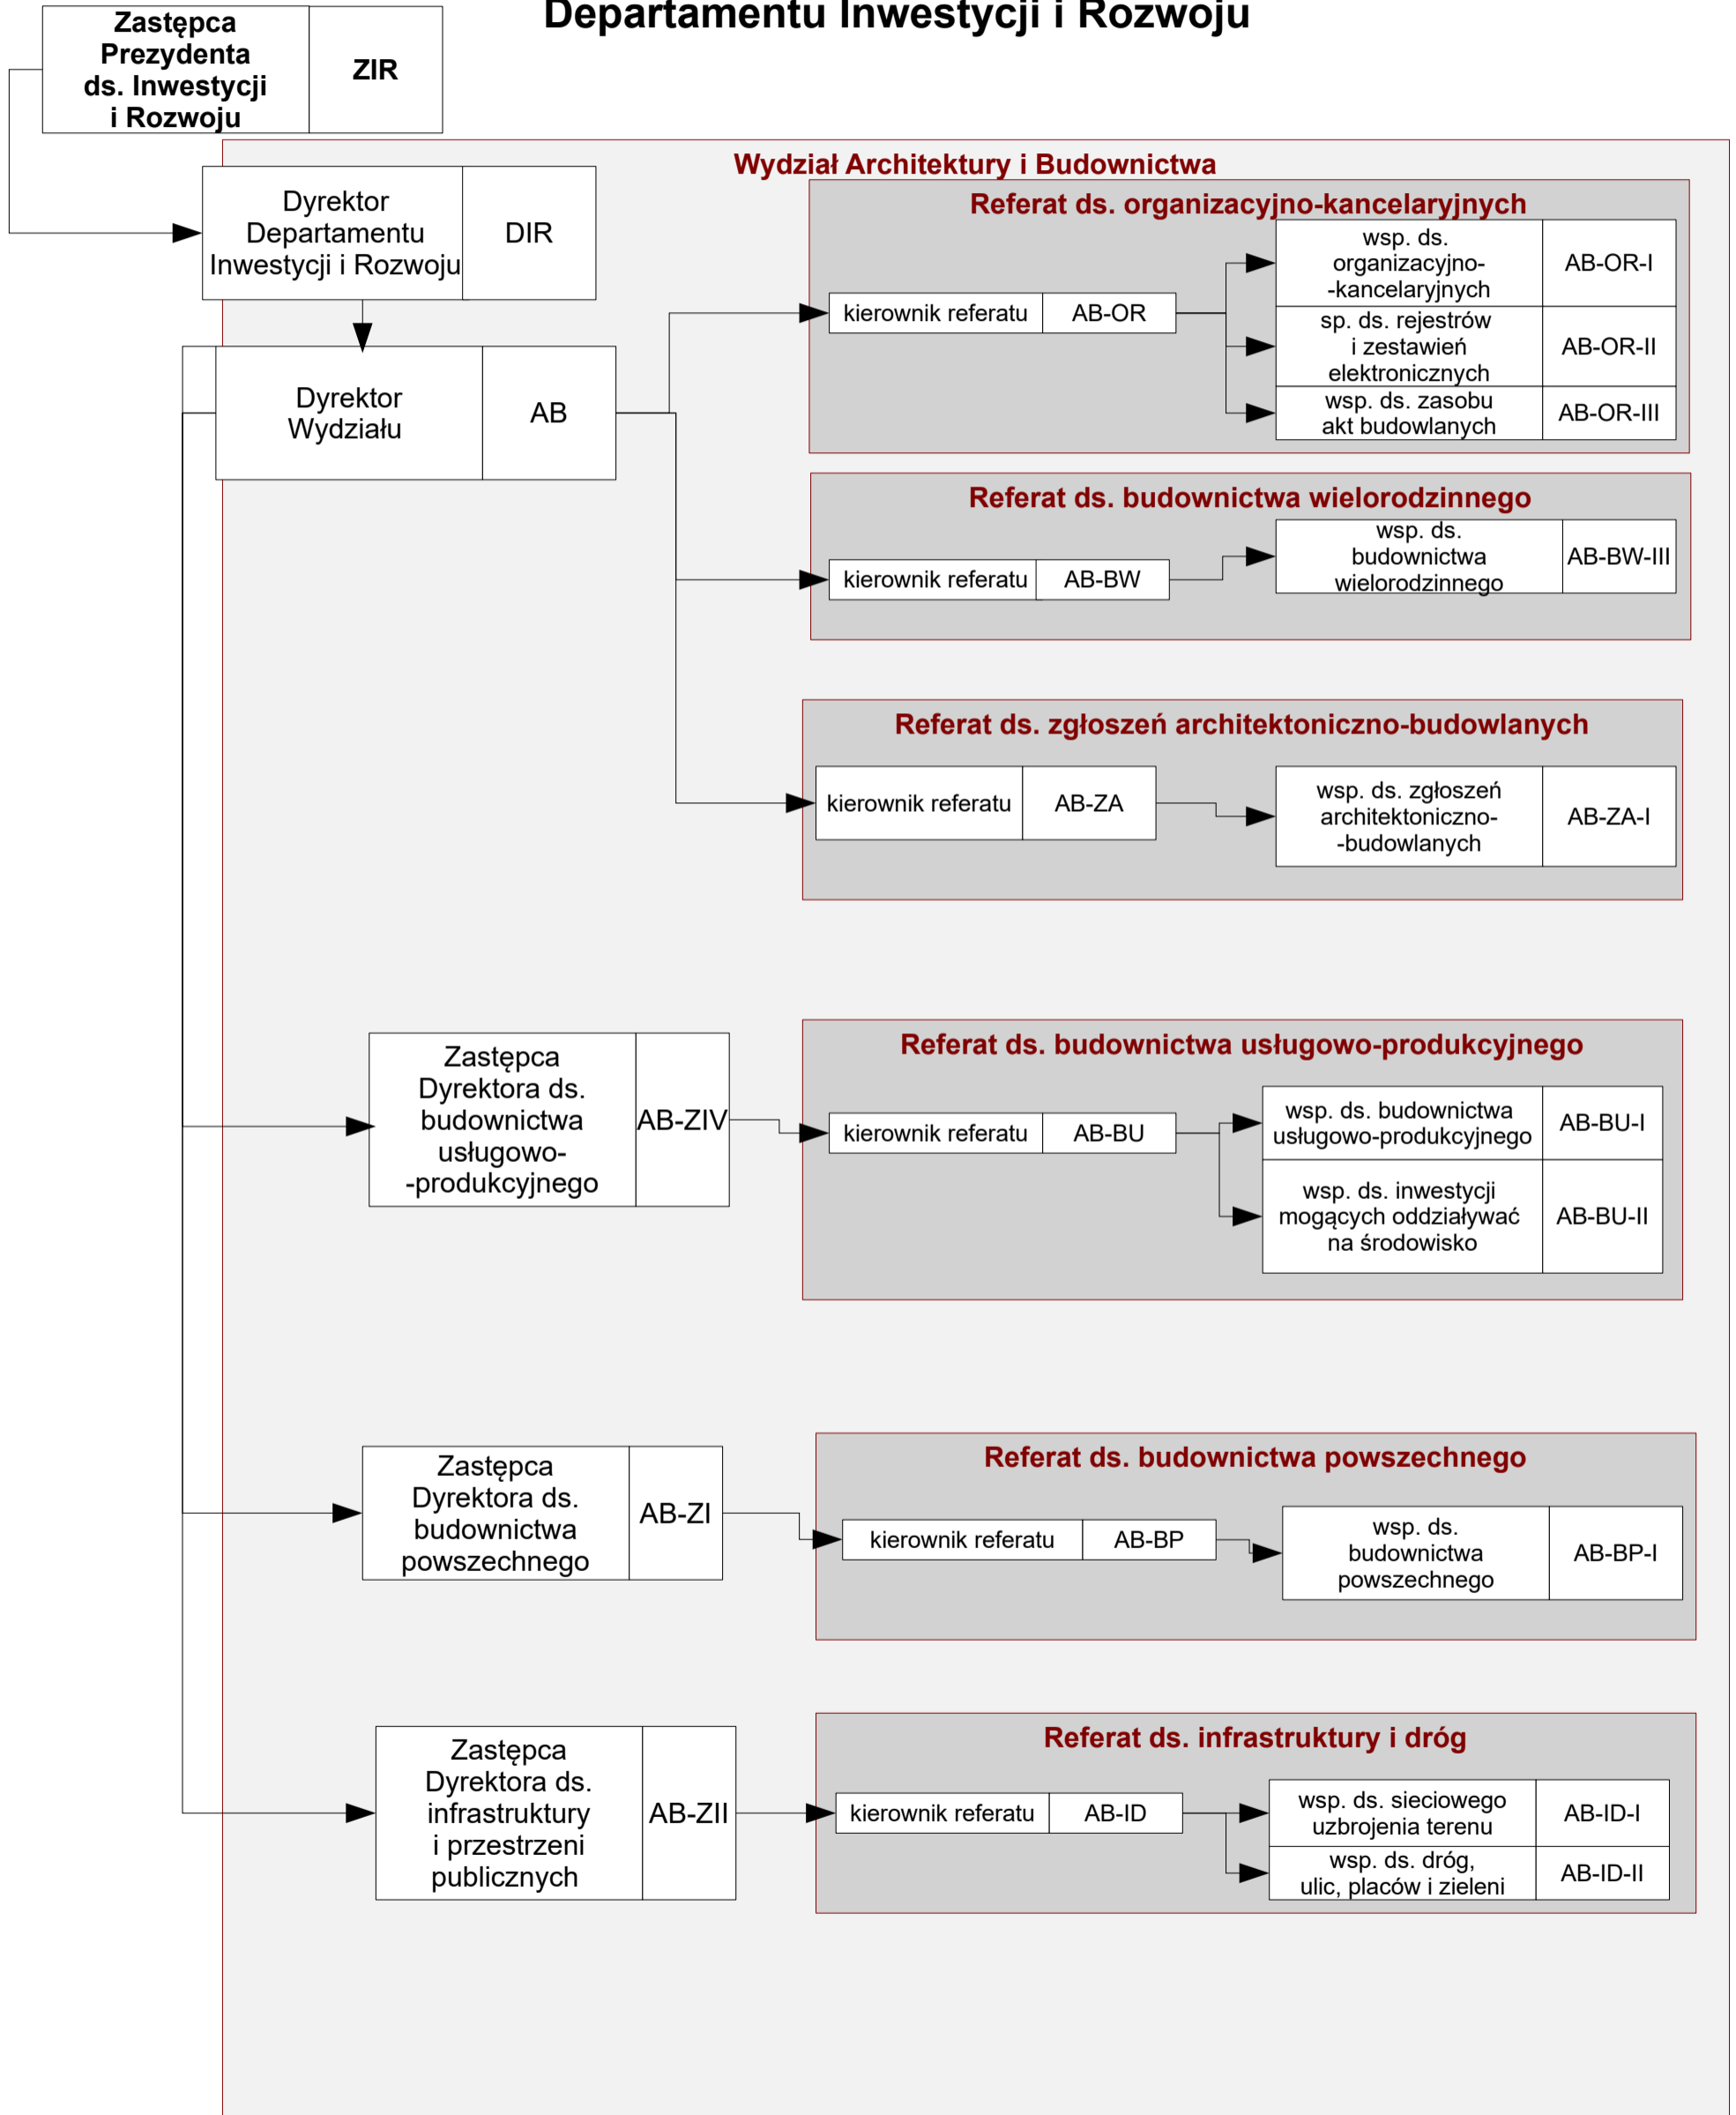 Departamentu Inwestycji i Rozwoju
Zastępca
Prezydenta
ds. Inwestycji
i Rozwoju
ZIR
Wydział Architektury i Budownictwa
Dyrektor
Departamentu
Inwestycji i Rozwoju
DIR
Dyrektor
Wydziału
AB
Referat ds. organizacyjno-kancelaryjnych
kierownik referatu
AB-OR
wsp. ds.
organizacyjno-
-kancelaryjnych
AB-OR-I
sp. ds. rejestrów
i zestawień
elektronicznych
AB-OR-II
wsp. ds. zasobu
akt budowlanych
AB-OR-III
Referat ds. budownictwa wielorodzinnego
kierownik referatu
AB-BW
wsp. ds.
budownictwa
wielorodzinnego
AB-BW-III
Referat ds. zgłoszeń architektoniczno-budowlanych
kierownik referatu
AB-ZA
wsp. ds. zgłoszeń
architektoniczno-
-budowlanych
AB-ZA-I
Zastępca
Dyrektora ds.
budownictwa
usługowo-
-produkcyjnego
AB-ZIV
Referat ds. budownictwa usługowo-produkcyjnego
kierownik referatu
AB-BU
wsp. ds. budownictwa
usługowo-produkcyjnego
AB-BU-I
wsp. ds. inwestycji
mogących oddziaływać
na środowisko
AB-BU-II
Zastępca
Dyrektora ds.
budownictwa
powszechnego
AB-ZI
Referat ds. budownictwa powszechnego
kierownik referatu
AB-BP
wsp. ds.
budownictwa
powszechnego
AB-BP-I
Zastępca
Dyrektora ds.
infrastruktury
i przestrzeni
publicznych
AB-ZII
Referat ds. infrastruktury i dróg
kierownik referatu
AB-ID
wsp. ds. sieciowego
uzbrojenia terenu
AB-ID-I
wsp. ds. dróg,
ulic, placów i zieleni
AB-ID-II